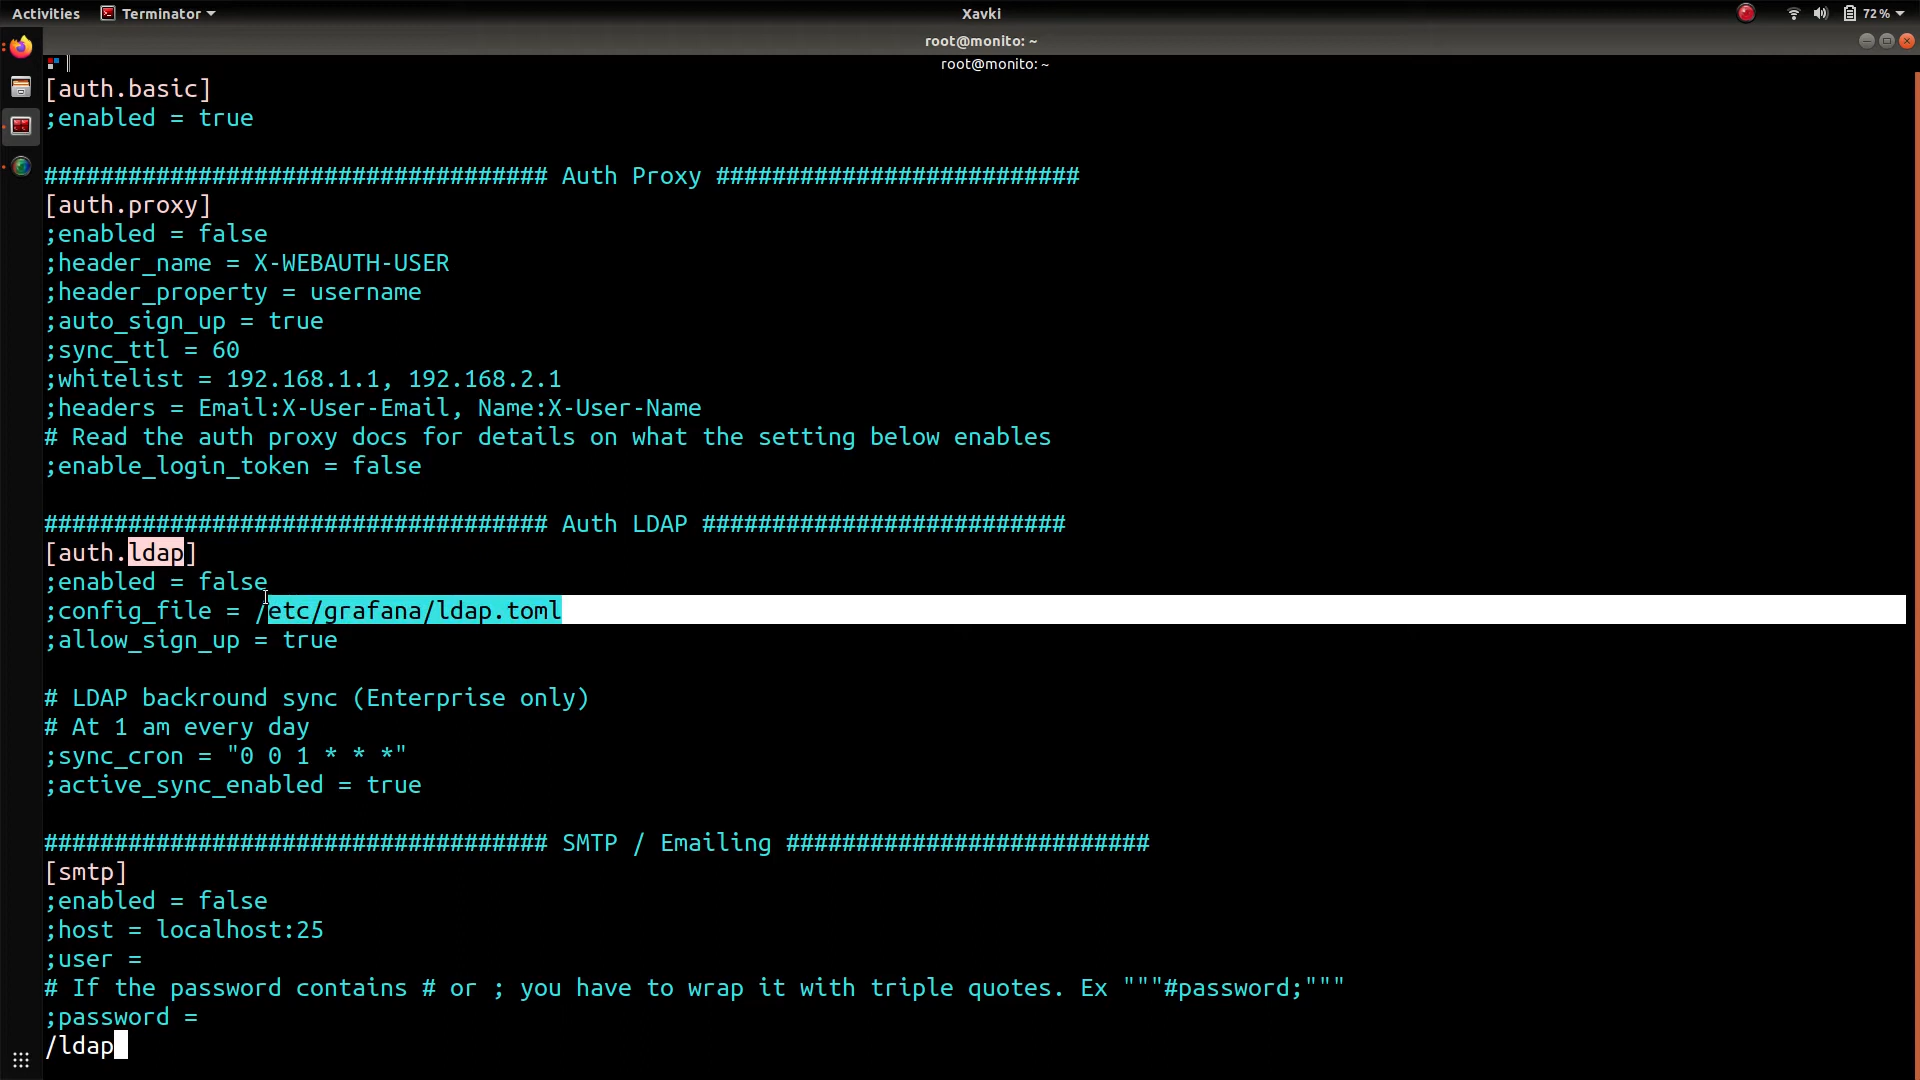 Activities Terminator Xavki 72%
root@monito: ~
root@monito: ~
[auth.basic]
;enabled = true
#################################### Auth Proxy ##########################
[auth.proxy]
;enabled = false
;header_name = X-WEBAUTH-USER
;header_property = username
;auto_sign_up = true
;sync_ttl = 60
;whitelist = 192.168.1.1, 192.168.2.1
;headers = Email:X-User-Email, Name:X-User-Name
# Read the auth proxy docs for details on what the setting below enables
;enable_login_token = false
#################################### Auth LDAP ##########################
[auth.ldap]
;enabled = false
;config_file = /etc/grafana/ldap.toml
;allow_sign_up = true
# LDAP backround sync (Enterprise only)
# At 1 am every day
;sync_cron = "0 0 1 * * *"
;active_sync_enabled = true
#################################### SMTP / Emailing ##########################
[smtp]
;enabled = false
;host = localhost:25
;user =
# If the password contains # or ; you have to wrap it with triple quotes. Ex """#password;"""
;password =
/ldap